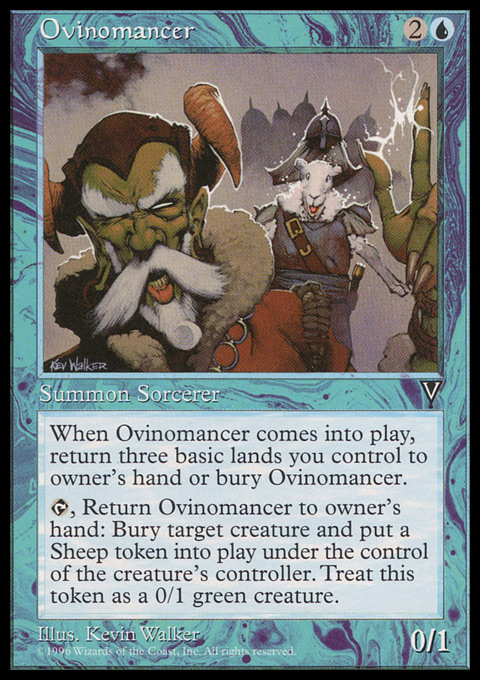 Ovinomancer 2
KEV WALKER
Summon Sorcerer V
When Ovinomancer comes into play,
return three basic lands you control to
owner's hand or bury Ovinomancer.
, Return Ovinomancer to owner's
hand: Bury target creature and put a
Sheep token into play under the control
of the creature's controller. Treat this
token as a 0/1 green creature.
Illus. Kevin Walker
©1996 Wizards of the Coast, Inc. All rights reserved.
0/1